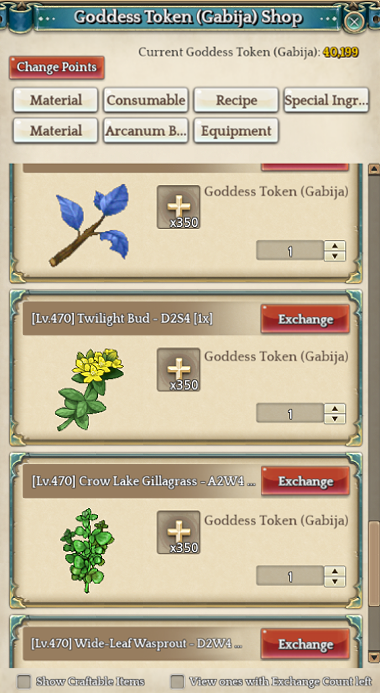 Goddess Token (Gabija) Shop
Current Goddess Token (Gabija): 40,199
Change Points
Material Consumable Recipe Special Ingr...
Material Arcanum B... Equipment
Goddess Token (Gabija)
x350
1
[Lv.470] Twilight Bud - D2S4 [1x] Exchange
Goddess Token (Gabija)
x350
1
[Lv.470] Crow Lake Gillagrass - A2W4 ... Exchange
Goddess Token (Gabija)
x350
1
[Lv.470] Wide-Leaf Wasprout - D2W4 ... Exchange
Show Craftable Items View ones with Exchange Count left